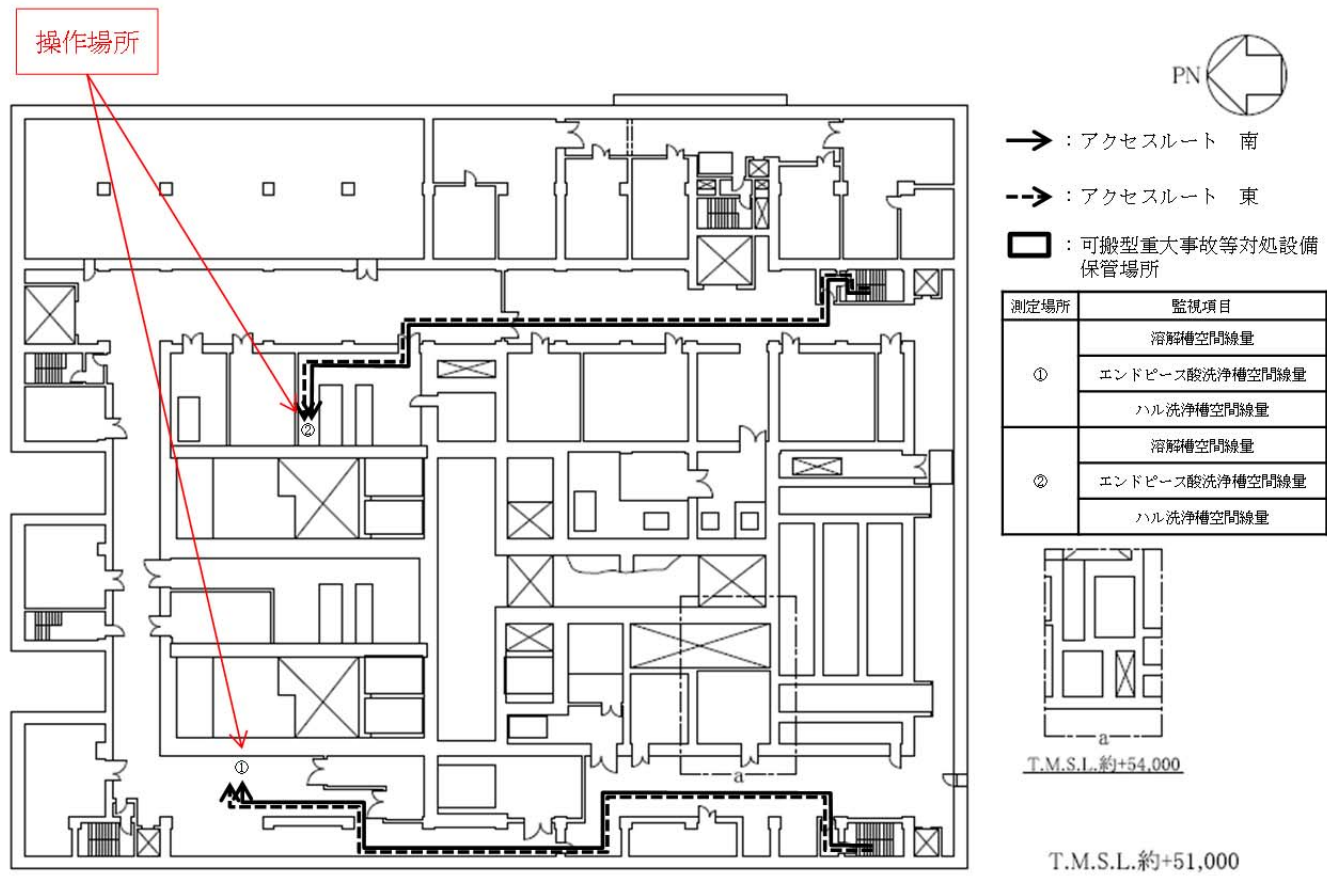 操作場所
PN
：アクセスルート　南
：アクセスルート　東
：可搬型重大事故等対処設備
保管場所
測定場所 監視項目
① 溶解槽空間線量
エンドピース酸洗浄槽空間線量
ハル洗浄槽空間線量
② 溶解槽空間線量
エンドピース酸洗浄槽空間線量
ハル洗浄槽空間線量
②
①
a
a
T.M.S.L.約+54,000
T.M.S.L.約+51,000